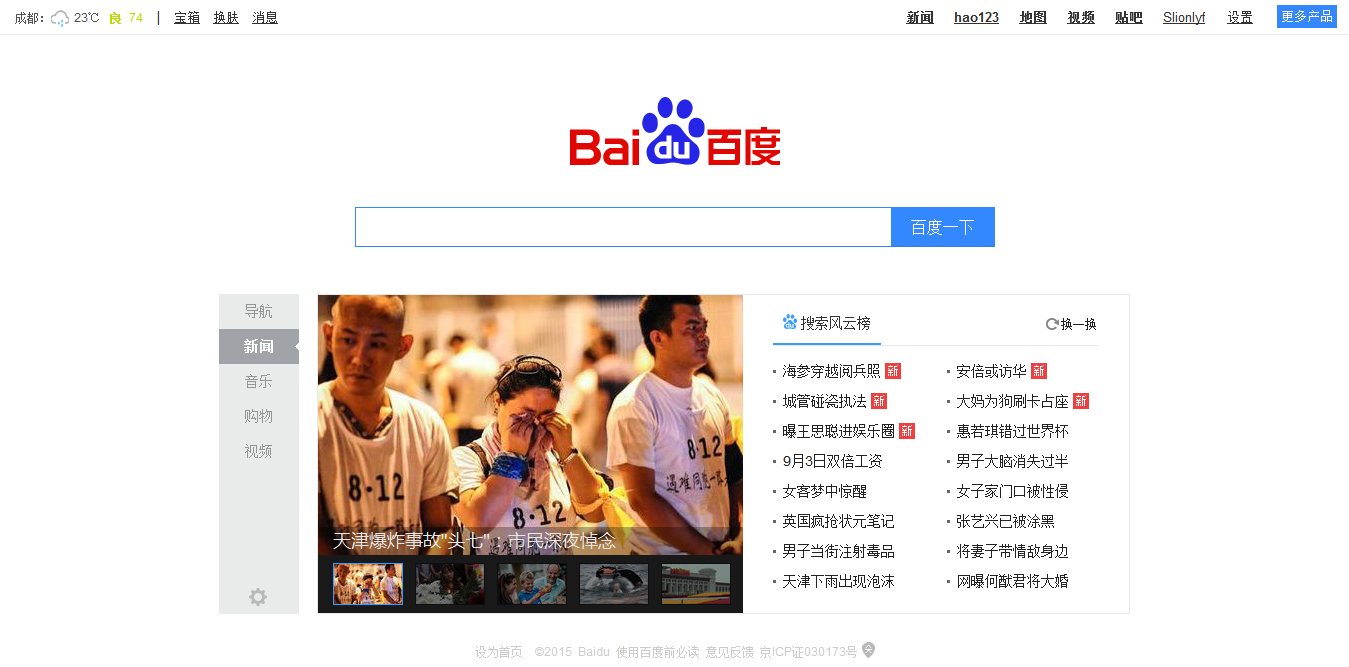 成都： 23℃ 良 74 | 宝箱 换肤 消息 新闻 hao123 地图 视频 贴吧 Slionlyf 设置 更多产品
Bai du 百度
百度一下
导航
新闻
音乐
购物
视频
8·12
8·12
8·12
遇难同胞一路
天津爆炸事故"头七"：市民深夜悼念
搜索风云榜 换一换
海参穿越阅兵照 新 安倍或访华 新
城管碰瓷执法 新 大妈为狗刷卡占座 新
曝王思聪进娱乐圈 新 惠若琪错过世界杯
9月3日双倍工资 男子大脑消失过半
女客梦中惊醒 女子家门口被性侵
英国疯抢状元笔记 张艺兴已被涂黑
男子当街注射毒品 将妻子带情敌身边
天津下雨出现泡沫 网曝何猷君将大婚
设为首页 ©2015 Baidu 使用百度前必读 意见反馈 京ICP证030173号